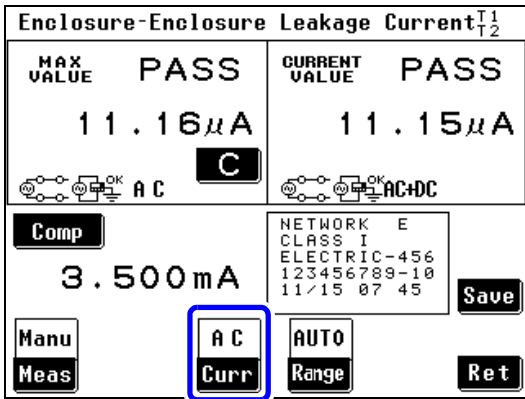 Enclosure-Enclosure Leakage Current T1 T2
MAX VALUE PASS
11.16μA
C
OK AC
CURRENT VALUE PASS
11.15μA
OK AC+DC
Comp
3.500mA
NETWORK E
CLASS I
ELECTRIC-456
123456789-10
11/15 07 45
Save
Manu
Meas
AC
Curr
AUTO
Range
Ret